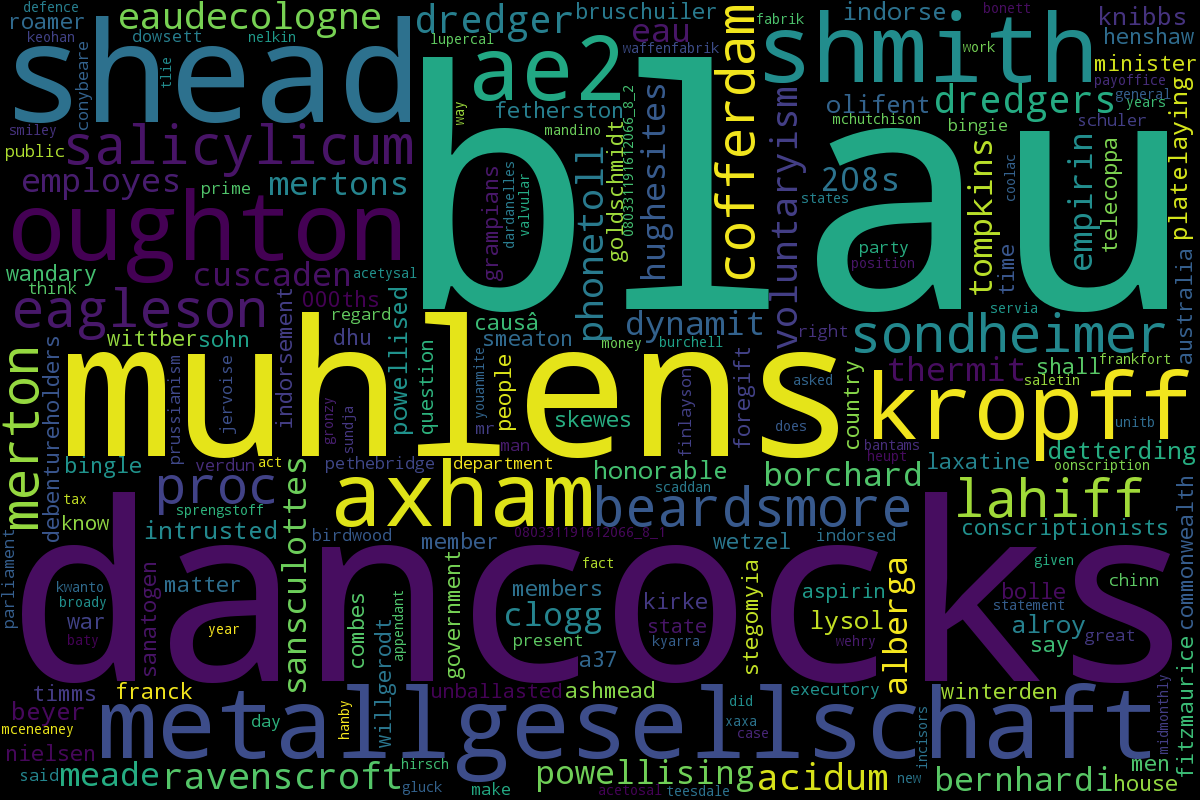 defence
roamer
keohan
eaudecologne
dowsett
nelkin
dredger
bruschuiler
lupercal
eau
waffenfabrik
fabrik
indorse
bonett
knibbs
henshaw
work
minister
payoffice
general
years
shead
conybeare
tlie
ae2
shmith
fetherston
way
mandino
080331191612066_8_2
cofferdam
olifent
mchutchison
dredgers
bingie
schuler
smiley
public
salicylicum
employes
prime
mertons
blau
phonetoll
goldschmidt
hughesites
voluntaryism
208s
states
tompkins
coolac
empirin
telecoppa
platelaying
oughton
grampians
dardanelles
valvular
party
position
time
wandary
think
cuscaden
acetysal
000ths
regard
eagleson
indorsement
dhu
powellised
causâ
smeaton
dynamit
money
burchell
right
servia
sondheimer
australia
wittber
sohn
debentureholders
prussianism
jervoise
question
youanmite
people
skewes
finlayson
foregift
asked
does
country
thermit
shall
saletin
frankfort
muhlens
kropff
unitb
merton
gronzy
sundja
mr
man
bantams
heupt
detterding
oonscription
bingle
verdun
act
pethebridge
department
honorable
borchard
laxatine
tax
know
proc
sprengstoff
axham
scaddan
beardsmore
lahiff
conscriptionists
commonwealth
intrusted
sansculottes
birdwood
member
080331191612066_8_1
wetzel
indorsed
parliament
dancocks
kwanto
broady
baty
war
sanatogen
matter
year
combes
appendant
government
members
clogg
present
fact
a37
kirke
state
kyarra
stegomyia
aspirin
lysol
wehry
alberga
given
bolle
statement
alroy
say
chinn
great
fitzmaurice
timms
beyer
mceneaney
nielsen
franck
day
hanby
willgerodt
unballasted
ashmead
did
xaxa
case
executory
incisors
winterden
midmonthly
metallgesellschaft
said
meade
ravenscroft
hirsch
gluck
make
powellising
acetosal
teesdale
acidum
new
bernhardi
men
house